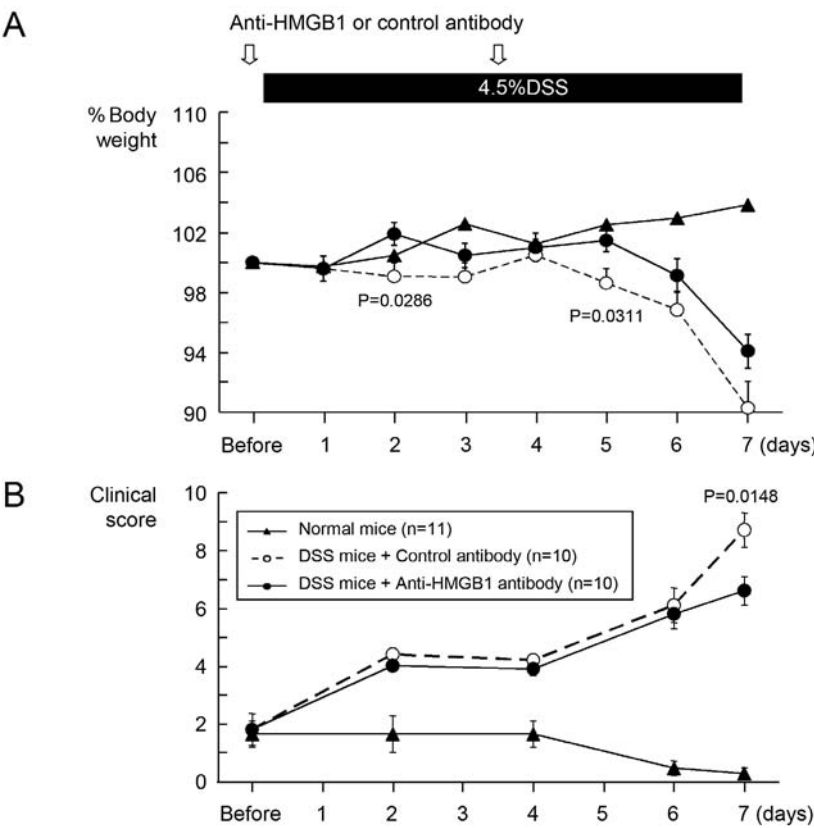 A
Anti-HMGB1 or control antibody
4.5%DSS
% Body
weight
110
106
102
98
94
90
P=0.0286
P=0.0311
Before 1 2 3 4 5 6 7 (days)
B
Clinical
score
10
8
6
4
2
0
P=0.0148
Normal mice (n=11)
DSS mice + Control antibody (n=10)
DSS mice + Anti-HMGB1 antibody (n=10)
Before 1 2 3 4 5 6 7 (days)